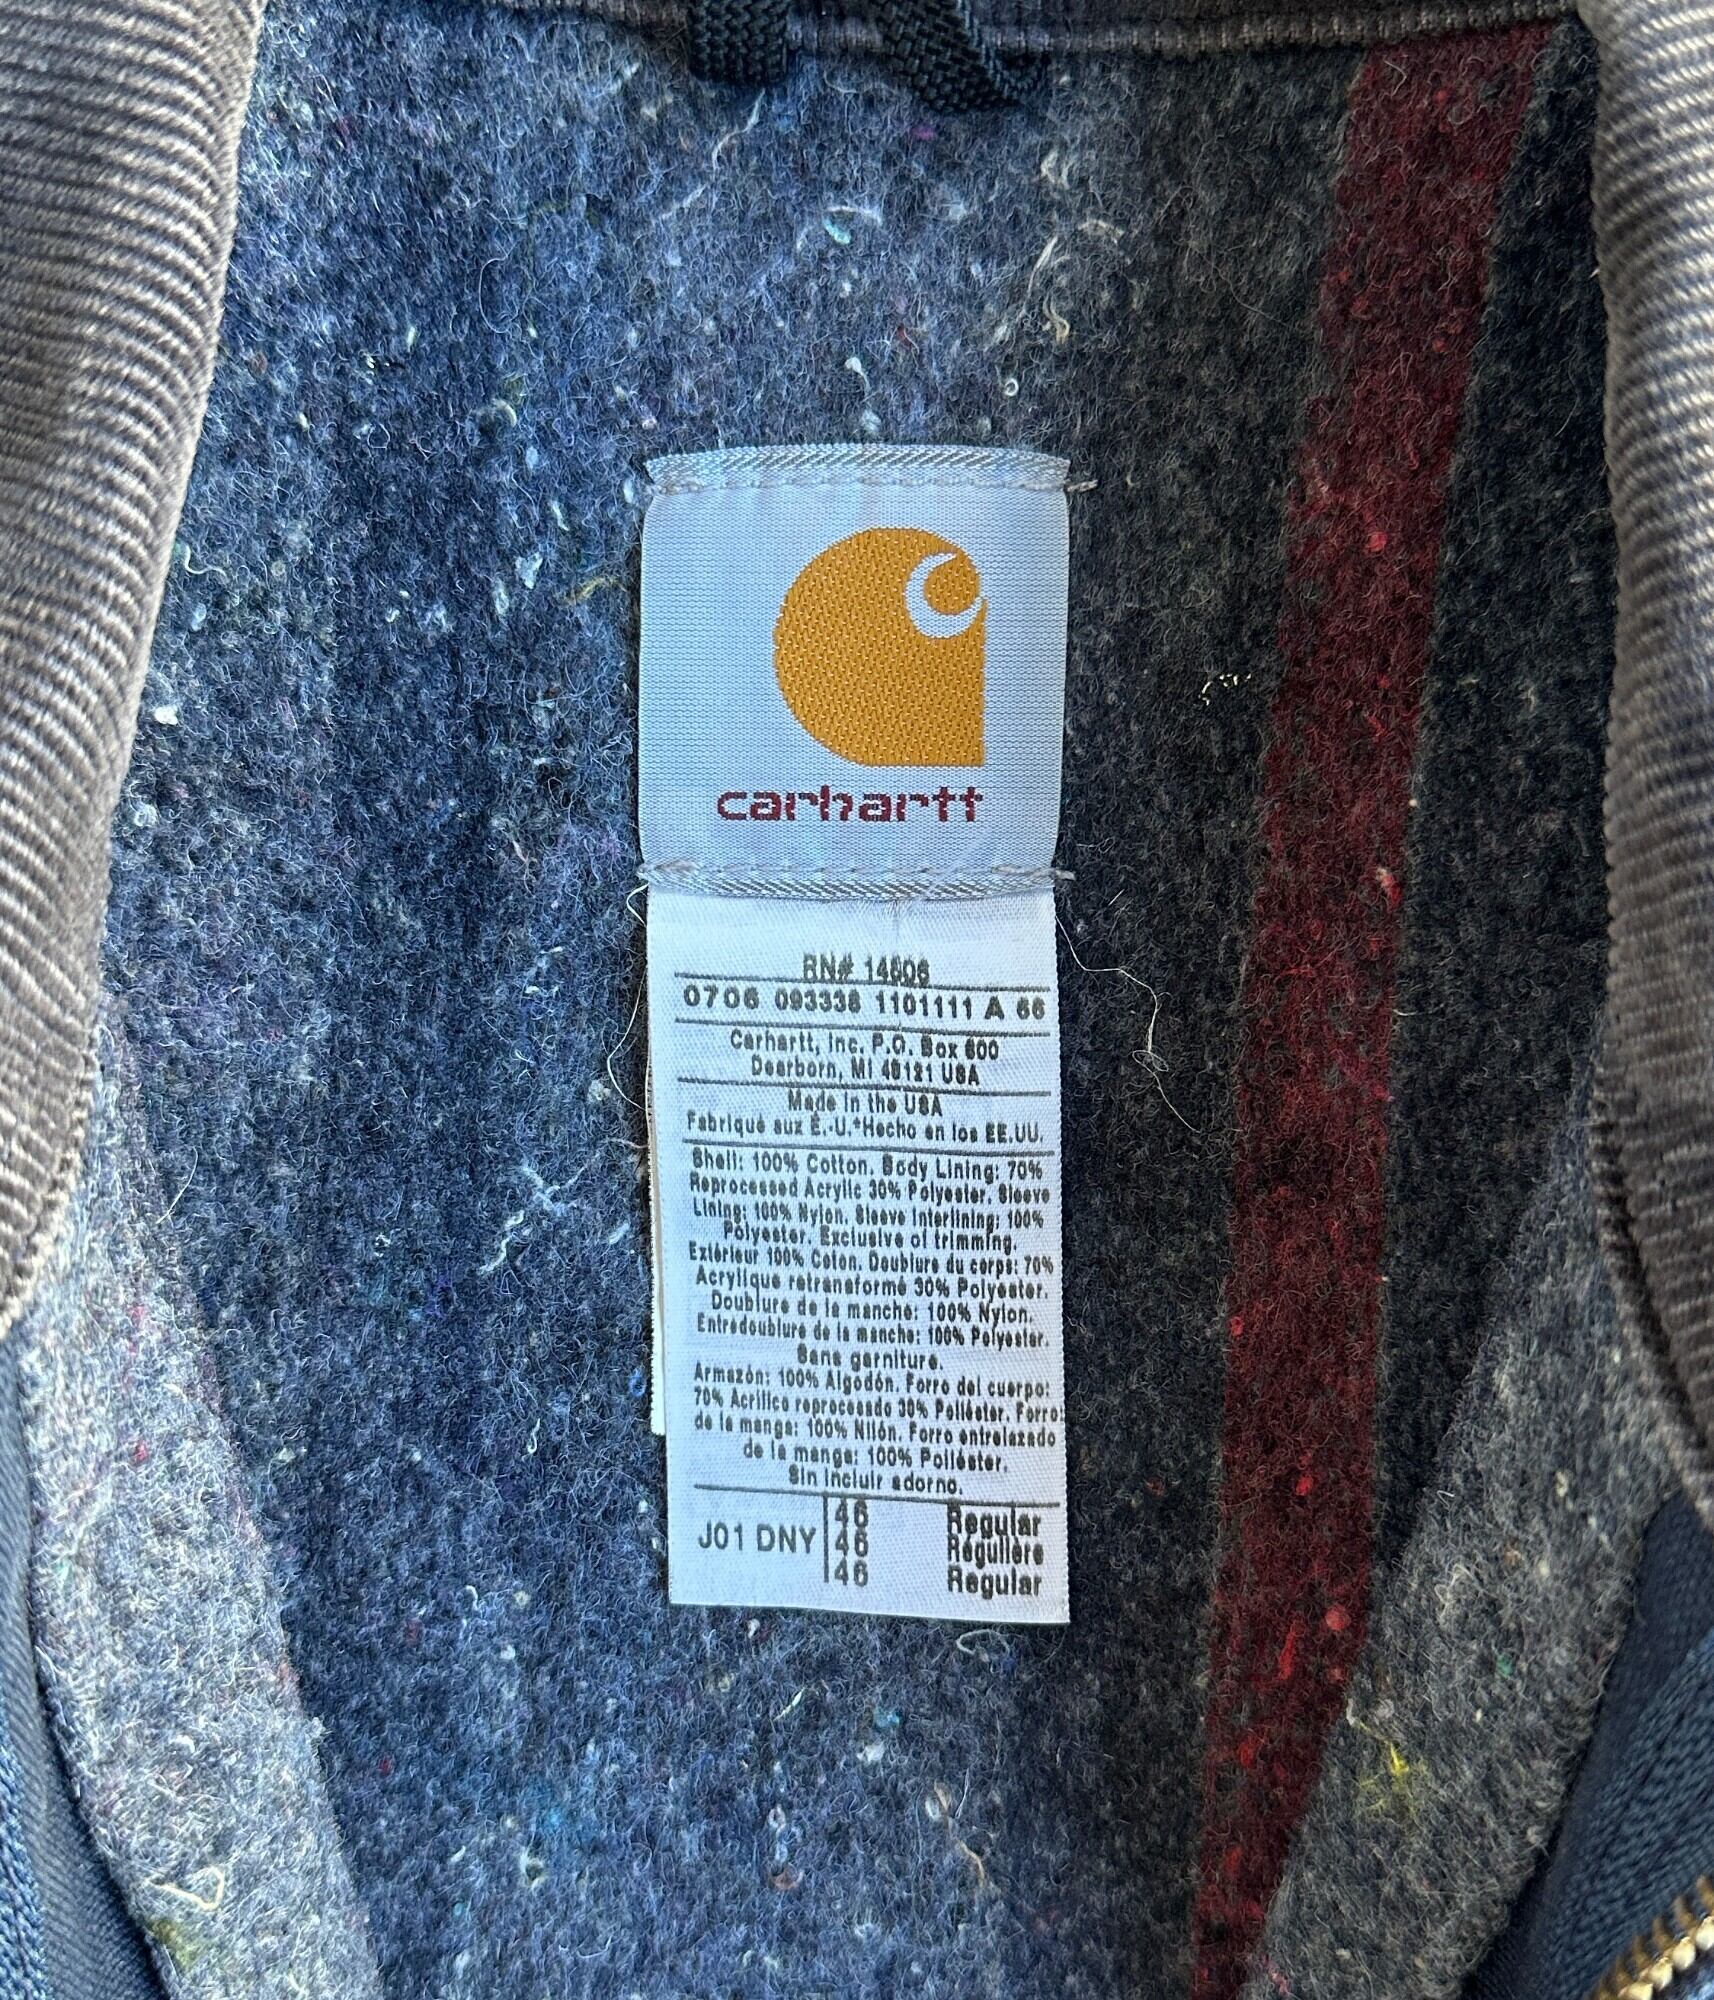 carhartt
RN# 14806
0706 093338 1101111 A 66
Carhartt, Inc. P.O. Box 600
Dearborn, MI 48121 USA
Made in the USA
Fabriqué aux É.-U.*Hecho en los EE.UU.
Shell: 100% Cotton. Body Lining: 70%
Reprocessed Acrylic 30% Polyester. Sleeve
Lining: 100% Nylon. Sleeve Interlining: 100%
Polyester. Exclusive of trimming.
Extérieur 100% Coton. Doublure du corps: 70%
Acrylique retransformé 30% Polyester.
Doublure de la manche: 100% Nylon.
Entredoublure de la manche: 100% Polyester.
Sans garniture.
Armazón: 100% Algodón. Forro del cuerpo:
70% Acrílico reprocesado 30% Poliéster. Forro:
de la manga: 100% Nilón. Forro entrelazado
de la manga: 100% Poliéster.
Sin incluir adorno.
J01 DNY
46 Regular
46 Régulière
46 Regular